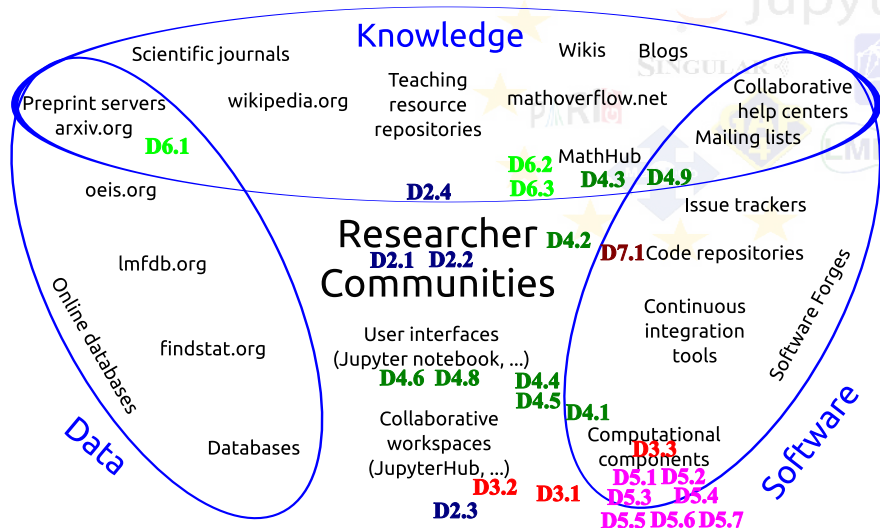 Jupyt
Knowledge
Scientific journals
Wikis
Blogs
SINGULAR
Teaching
resource
repositories
Preprint servers
arxiv.org
wikipedia.org
mathoverflow.net
Collaborative
help centers
Mailing lists
PARI
D6.1
D6.2
D6.3
MathHub
D4.3
D4.9
D2.4
oeis.org
Issue trackers
Researcher
Communities
D4.2
D2.1 D2.2
D7.1 Code repositories
lmfdb.org
Online databases
Software Forges
Continuous
integration
tools
findstat.org
User interfaces
(Jupyter notebook, ...)
D4.6 D4.8
D4.4
D4.5
D4.1
Data
Databases
Collaborative
workspaces
(JupyterHub, ...)
Software
Computational
components
D3.3
D3.2
D3.1
D2.3
D5.1 D5.2
D5.3 D5.4
D5.5 D5.6 D5.7